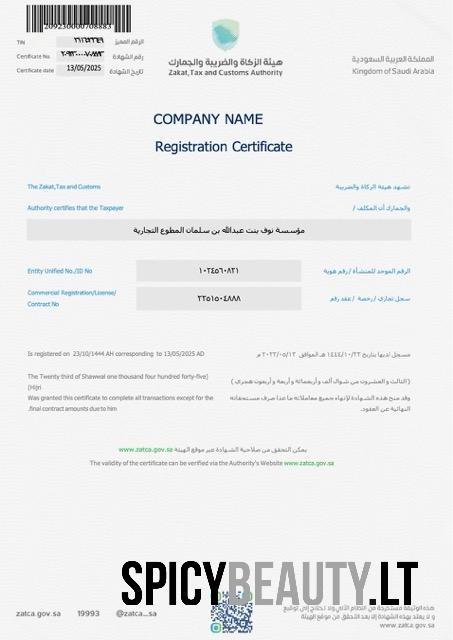 209230000708883
TIN
الرقم المميز
Certificate No.
رقم الشهادة
Certificate date
13/05/2025
تاريخ الشهادة
هيئة الزكاة والضريبة والجمارك
Zakat,Tax and Customs Authority
المملكة العربية السعودية
Kingdom of Saudi Arabia
COMPANY NAME
Registration Certificate
The Zakat,Tax and Customs
تشهد هيئة الزكاة والضريبة
Authority certifies that the Taxpayer
والجمارك أن المكلف /
مؤسسة نوف بنت عبدالله بن سلمان المطوع التجارية
Entity Unified No./ID No
١٠٢٤٥٦٠٨٢١
الرقم الموحد للمنشأة / رقم هوية
Commercial Registration/License/
Contract No
٢٢٥١٥٠٤٨٨٨
سجل تجاري / رخصة / عقد رقم
Is registered on 23/10/1444 AH corresponding to 13/05/2025 AD
مسجل لديها بتاريخ ١٤٤٤/١٠/٢٣ هـ الموافق ٢٠٢٣/٠٥/١٣ م
The Twenty third of Shawwal one thousand four hundred forty-five)
(Hijri
( الثالث و العشرون من شوال ألف وأربعمائة و أربعة و أربعون هجري )
Was granted this certificate to complete all transactions except for the
.final contract amounts due to him
وقد منح هذه الشهادة لإنهاء جميع معاملاته ما عدا صرف مستحقاته
النهائية عن العقود.
يمكن التحقق من صلاحية الشهادة عبر موقع الهيئة www.zatca.gov.sa
The validity of the certificate can be verified via the Authority's Website www.zatca.gov.sa
SPICYBEAUTY.LT
zatca.gov.sa 19993 @zatca_sa
هذه الوثيقة مستخرجة من النظام الآلي ولا تحتاج إلى توقيع
و لا يعتد بهذه الشهادة إلا بعد التحقق من موقع الهيئة
www.zatca.gov.sa